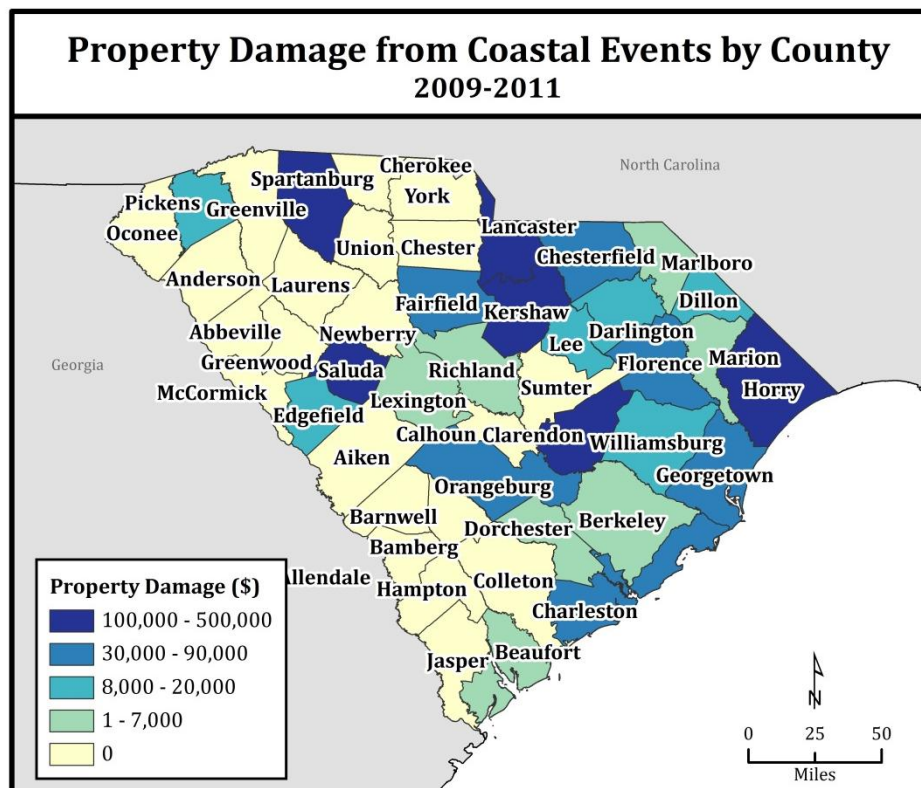 Property Damage from Coastal Events by County
2009-2011
North Carolina
Cherokee
Spartanburg
York
Pickens
Greenville
Lancaster
Oconee
Union
Chester
Chesterfield
Marlboro
Anderson
Laurens
Dillon
Fairfield
Kershaw
Abbeville
Newberry
Darlington
Lee
Georgia
Greenwood
Saluda
Richland
Florence
Marion
McCormick
Lexington
Sumter
Horry
Edgefield
Calhoun
Clarendon
Williamsburg
Aiken
Georgetown
Orangeburg
Barnwell
Dorchester
Berkeley
Bamberg
Allendale
Hampton
Colleton
Charleston
Jasper
Beaufort
Property Damage ($)
100,000 - 500,000
30,000 - 90,000
8,000 - 20,000
1 - 7,000
0
N
0 25 50
Miles